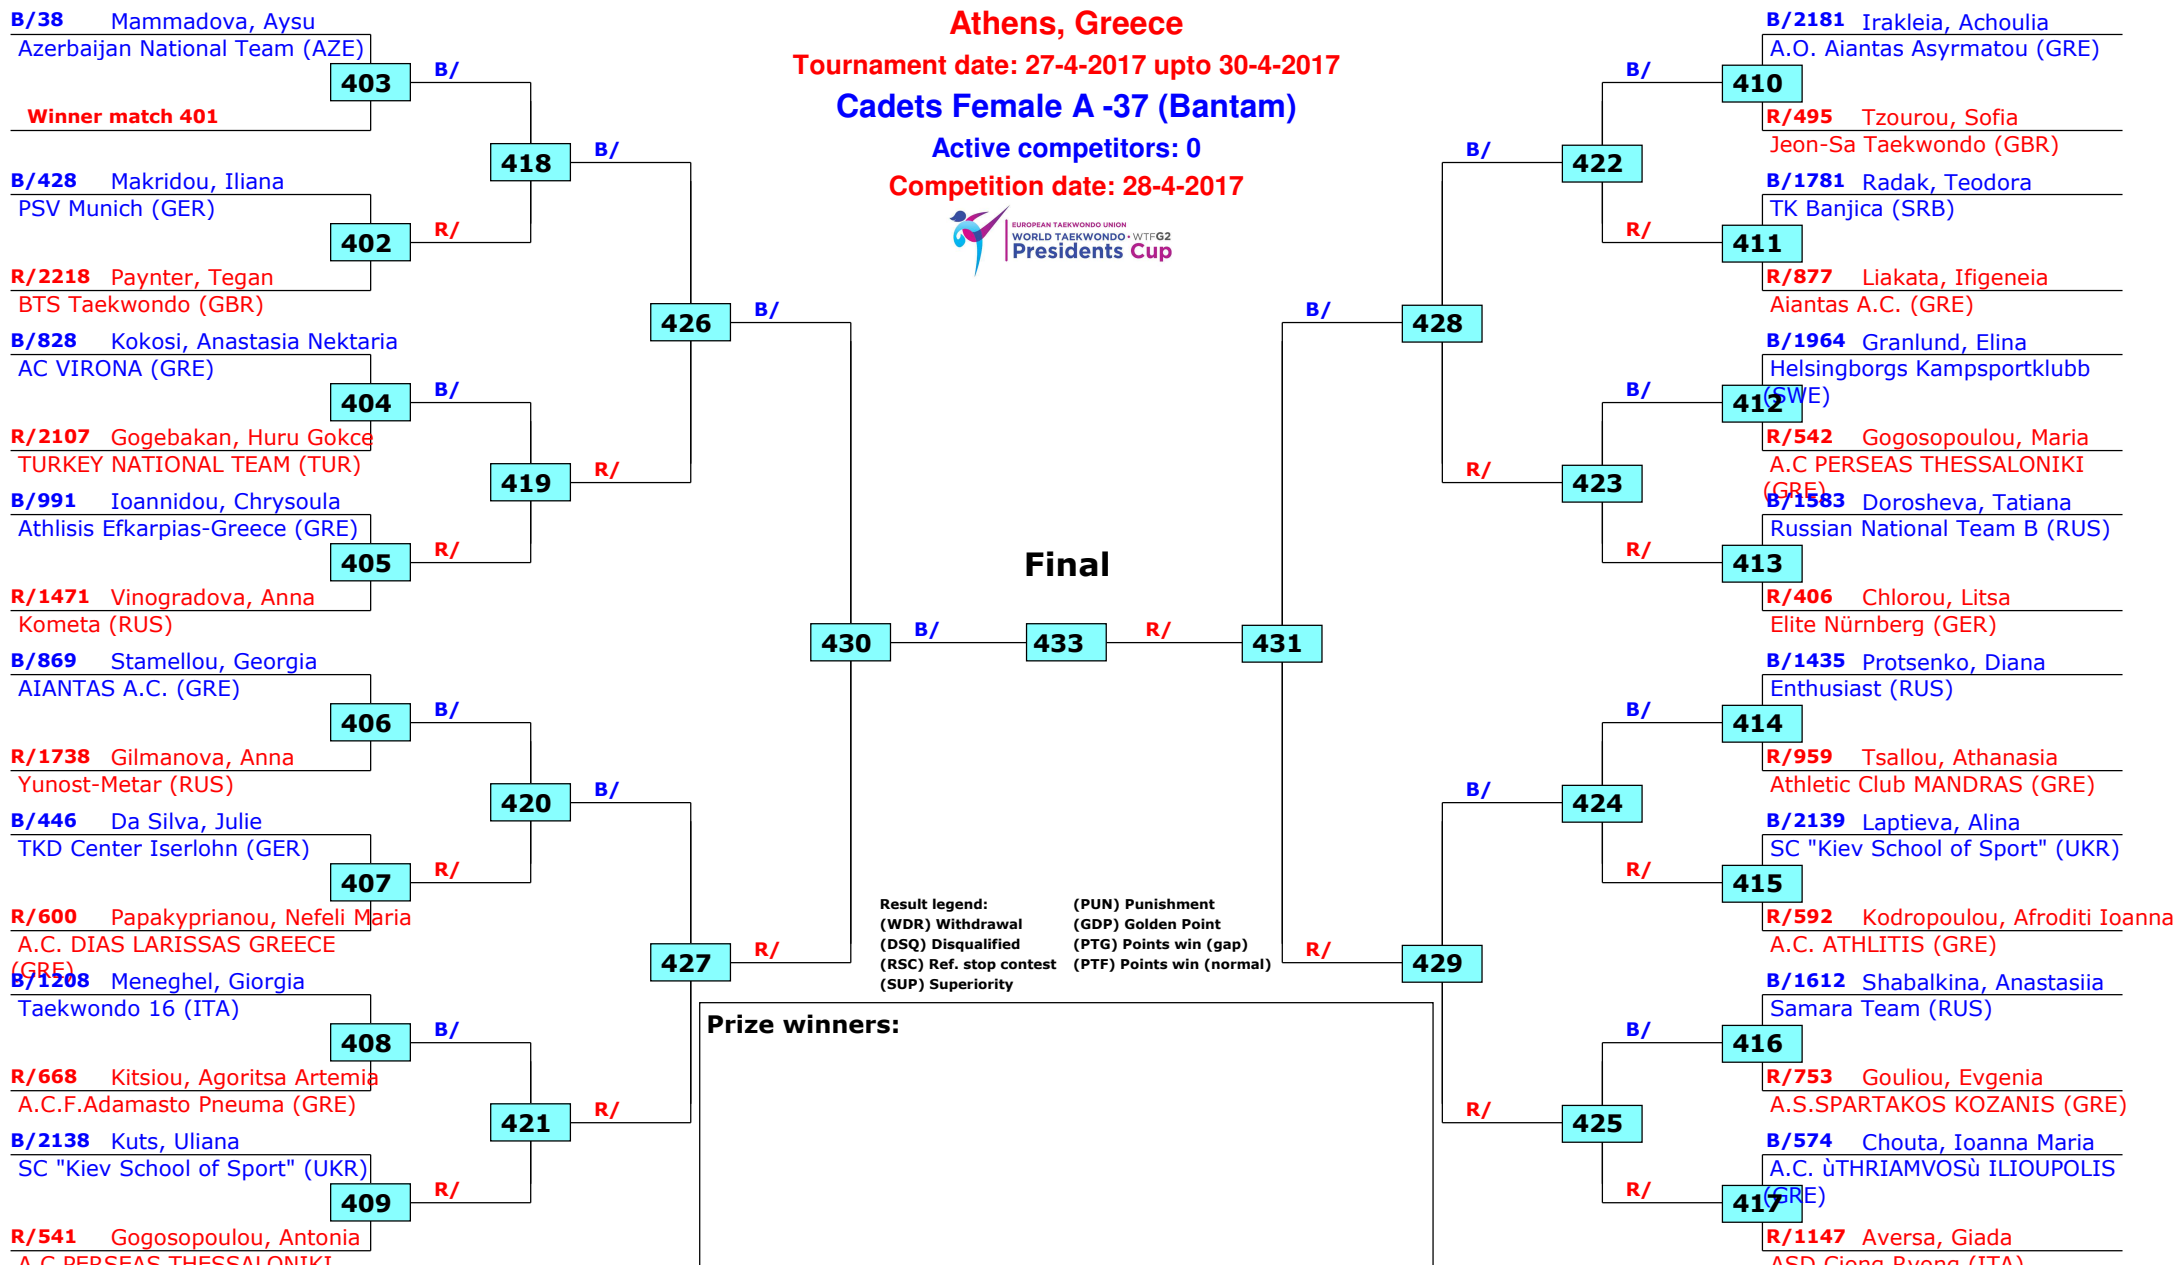 Athens, Greece
Tournament date: 27-4-2017 upto 30-4-2017
Cadets Female A -37 (Bantam)
Active competitors: 0
Competition date: 28-4-2017
EUROPEAN TAEKWONDO UNION
WORLD TAEKWONDO • WTFG2
Presidents Cup
B/38 Mammadova, Aysu
Azerbaijan National Team (AZE)
403
B/
Winner match 401
418
B/
B/428 Makridou, Iliana
PSV Munich (GER)
402
R/
R/2218 Paynter, Tegan
BTS Taekwondo (GBR)
426
B/
B/828 Kokosi, Anastasia Nektaria
AC VIRONA (GRE)
404
B/
R/2107 Gogebakan, Huru Gokce
TURKEY NATIONAL TEAM (TUR)
419
R/
B/991 Ioannidou, Chrysoula
Athlisis Efkarpias-Greece (GRE)
405
R/
R/1471 Vinogradova, Anna
Kometa (RUS)
430
B/
B/869 Stamellou, Georgia
AIANTAS A.C. (GRE)
406
B/
R/1738 Gilmanova, Anna
Yunost-Metar (RUS)
420
B/
B/446 Da Silva, Julie
TKD Center Iserlohn (GER)
407
R/
R/600 Papakyprianou, Nefeli Maria
A.C. DIAS LARISSAS GREECE
(GRE)
427
R/
B/1208 Meneghel, Giorgia
Taekwondo 16 (ITA)
408
B/
R/668 Kitsiou, Agoritsa Artemia
A.C.F.Adamasto Pneuma (GRE)
421
R/
B/2138 Kuts, Uliana
SC "Kiev School of Sport" (UKR)
409
R/
R/541 Gogosopoulou, Antonia
A.C PERSEAS THESSALONIKI
Final
433
R/
431
Result legend:
(WDR) Withdrawal
(DSQ) Disqualified
(RSC) Ref. stop contest
(SUP) Superiority
(PUN) Punishment
(GDP) Golden Point
(PTG) Points win (gap)
(PTF) Points win (normal)
Prize winners:
B/2181 Irakleia, Achoulia
A.O. Aiantas Asyrmatou (GRE)
B/
410
R/495 Tzourou, Sofia
Jeon-Sa Taekwondo (GBR)
B/
422
B/1781 Radak, Teodora
TK Banjica (SRB)
R/
411
R/877 Liakata, Ifigeneia
Aiantas A.C. (GRE)
B/
428
B/1964 Granlund, Elina
Helsingborgs Kampsportklubb
(SWE)
B/
412
R/542 Gogosopoulou, Maria
A.C PERSEAS THESSALONIKI
(GRE)
R/
423
B/1583 Dorosheva, Tatiana
Russian National Team B (RUS)
R/
413
R/406 Chlorou, Litsa
Elite Nürnberg (GER)
B/1435 Protsenko, Diana
Enthusiast (RUS)
B/
414
R/959 Tsallou, Athanasia
Athletic Club MANDRAS (GRE)
B/
424
B/2139 Laptieva, Alina
SC "Kiev School of Sport" (UKR)
R/
415
R/592 Kodropoulou, Afroditi Ioanna
A.C. ATHLITIS (GRE)
R/
429
B/1612 Shabalkina, Anastasiia
Samara Team (RUS)
B/
416
R/753 Gouliou, Evgenia
A.S.SPARTAKOS KOZANIS (GRE)
R/
425
B/574 Chouta, Ioanna Maria
A.C. ùTHRIAMVOSù ILIOUPOLIS
(GRE)
R/
417
R/1147 Aversa, Giada
ASD Ciong Ryong (ITA)